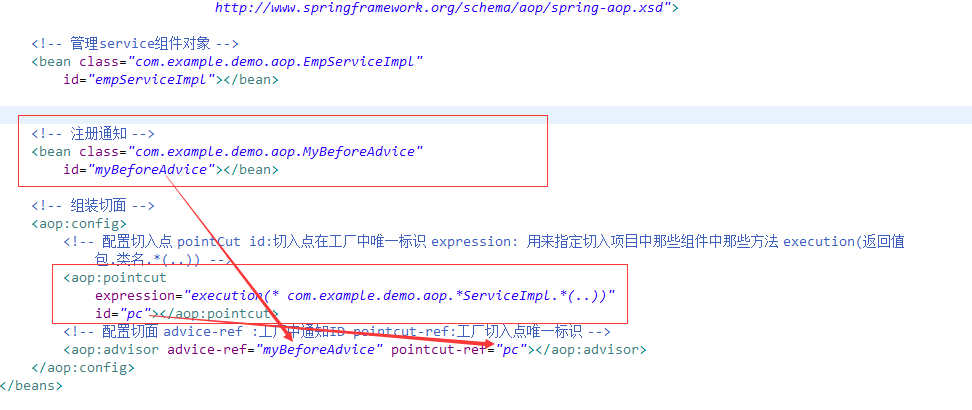 http://www.springframework.org/schema/aop/spring-aop.xsd">
<!-- 管理service组件对象 -->
<bean class="com.example.demo.aop.EmpServiceImpl"
id="empServiceImpl"></bean>
<!-- 注册通知 -->
<bean class="com.example.demo.aop.MyBeforeAdvice"
id="myBeforeAdvice"></bean>
<!-- 组装切面 -->
<aop:config>
<!-- 配置切入点 pointCut id:切入点在工厂中唯一标识 expression: 用来指定切入项目中那些组件中那些方法 execution(返回值
包.类名.*(..)) -->
<aop:pointcut
expression="execution(* com.example.demo.aop.*ServiceImpl.*(..))"
id="pc"></aop:pointcut>
<!-- 配置切面 advice-ref :工厂中通知ID pointcut-ref:工厂切入点唯一标识 -->
<aop:advisor advice-ref="myBeforeAdvice" pointcut-ref="pc"></aop:advisor>
</aop:config>
</beans>